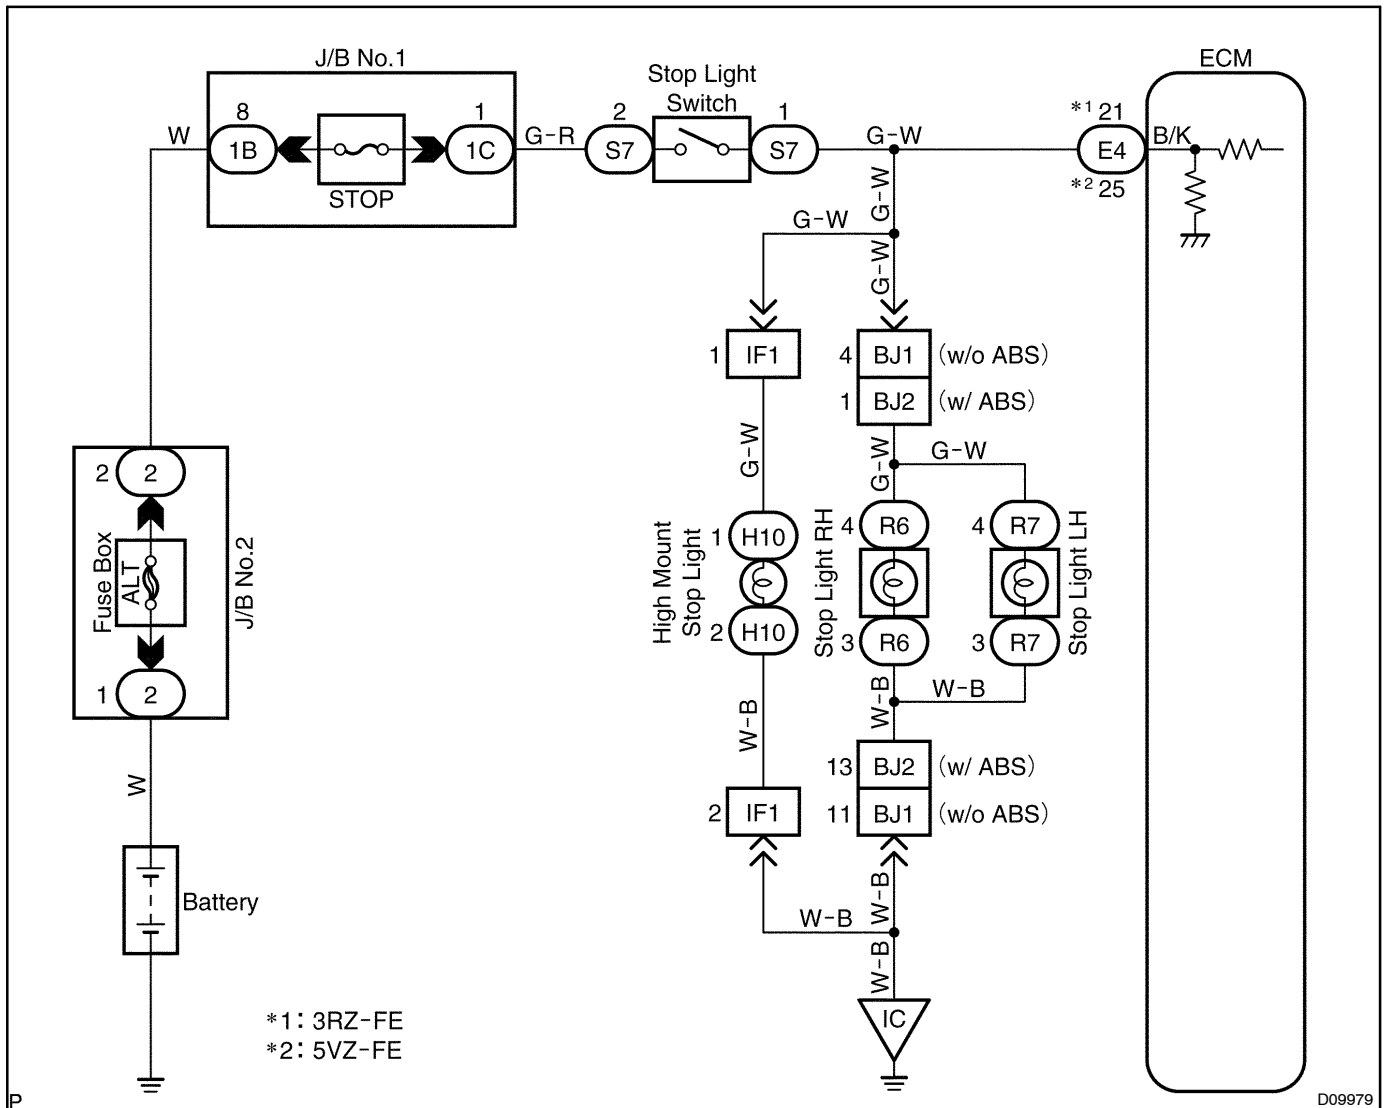 J/B No.1
Stop Light
Switch
ECM
8
1
2
1
*1 21
W
1B
1C
G-R
S7
S7
G-W
E4
B/K
STOP
*2 25
G-W
G-W
G-W
1
IF1
4
BJ1
(w/o ABS)
1
BJ2
(w/ ABS)
G-W
G-W
G-W
2
2
Fuse Box
ALT
J/B No.2
1
2
High Mount
Stop Light
1
H10
2
H10
Stop Light RH
4
R6
3
R6
4
R7
3
R7
Stop Light LH
W-B
W-B
W-B
W
13
BJ2
(w/ ABS)
2
IF1
11
BJ1
(w/o ABS)
Battery
W-B
W-B
W-B
IC
*1: 3RZ-FE
*2: 5VZ-FE
P
D09979